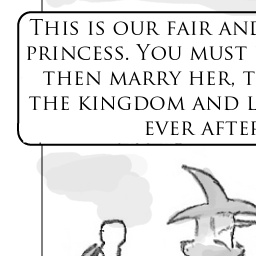 THIS IS OUR FAIR AND
PRINCESS. YOU MUST
THEN MARRY HER, T
THE KINGDOM AND L
EVER AFTER